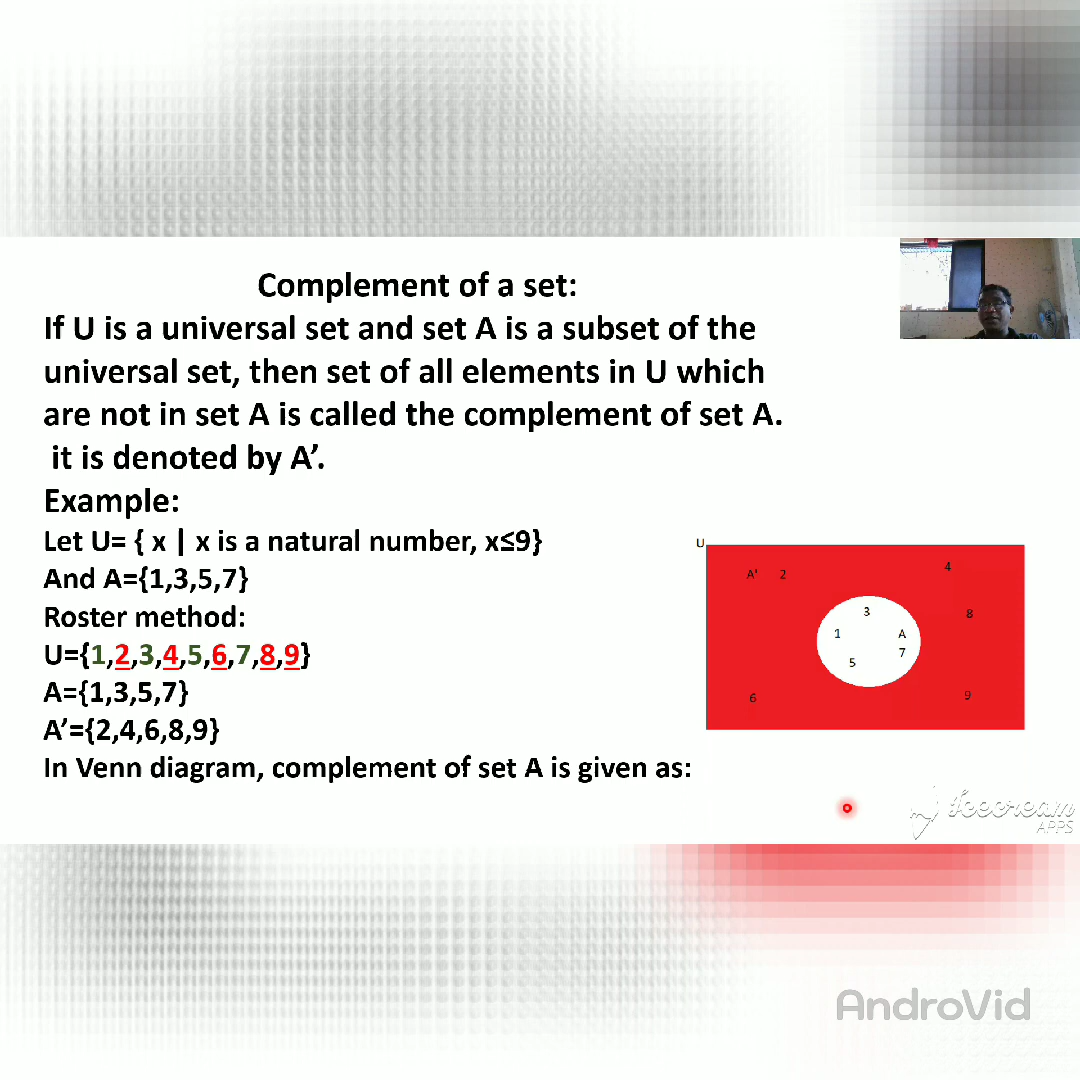 Complement of a set:
If U is a universal set and set A is a subset of the
universal set, then set of all elements in U which
are not in set A is called the complement of set A.
it is denoted by A’.
Example:
Let U= { x | x is a natural number, x≤9}
And A={1,3,5,7}
Roster method:
U={1,2,3,4,5,6,7,8,9}
A={1,3,5,7}
A’={2,4,6,8,9}
In Venn diagram, complement of set A is given as:
U
A' 2
4
3
8
1
A
7
5
6
9
Icecream
APPS
AndroVid